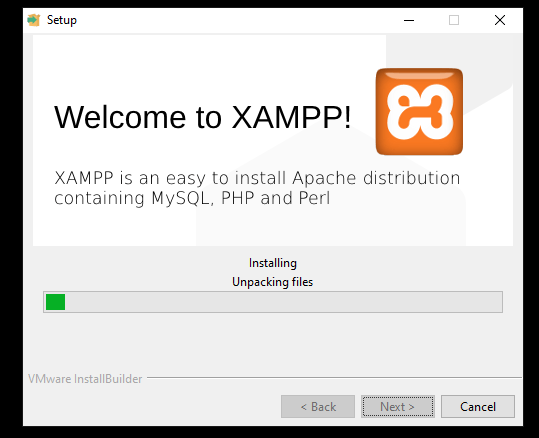 Setup
Welcome to XAMPP!
XAMPP is an easy to install Apache distribution
containing MySQL, PHP and Perl
Installing
Unpacking files
VMware InstallBuilder
< Back
Next >
Cancel